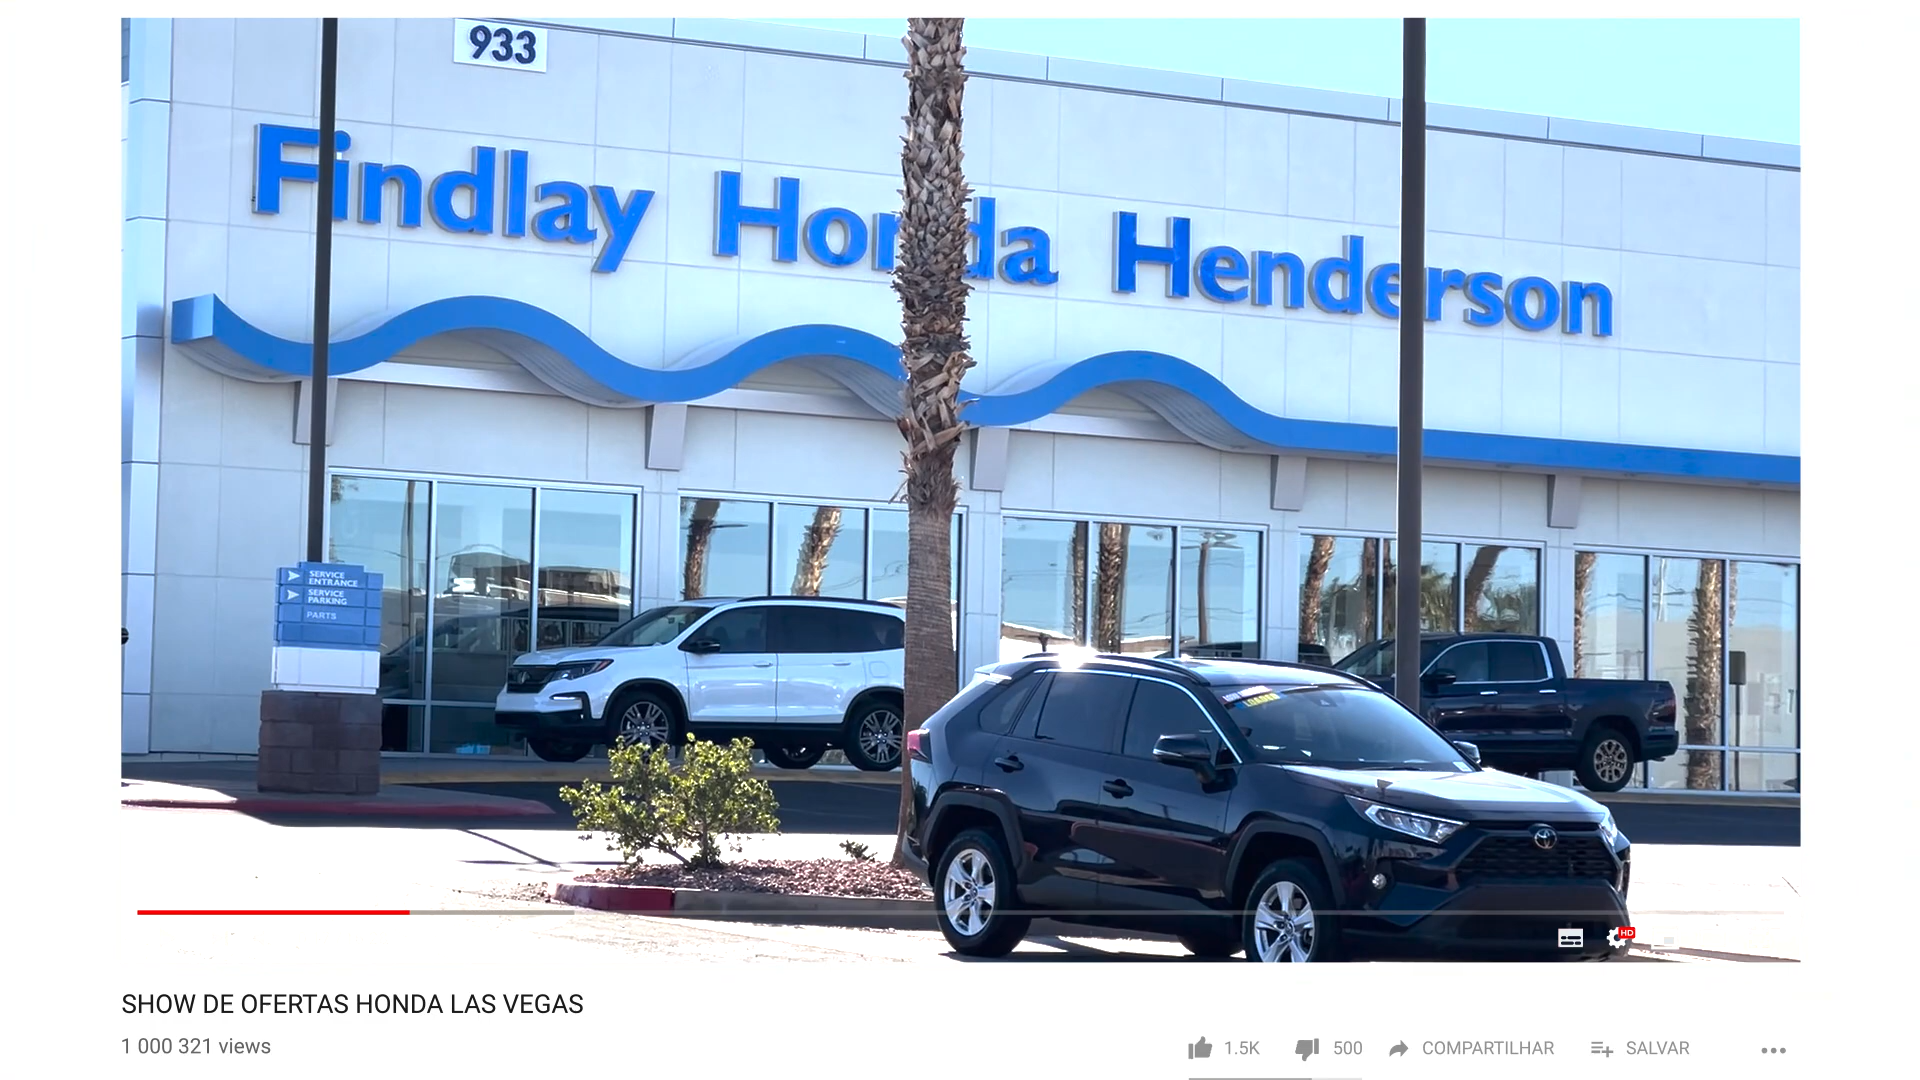 933
Findlay Honda Henderson
SERVICE
ENTRANCE
SERVICE
PARKING
PARTS
HD
SHOW DE OFERTAS HONDA LAS VEGAS
1 000 321 views
1.5K 500 COMPARTILHAR SALVAR